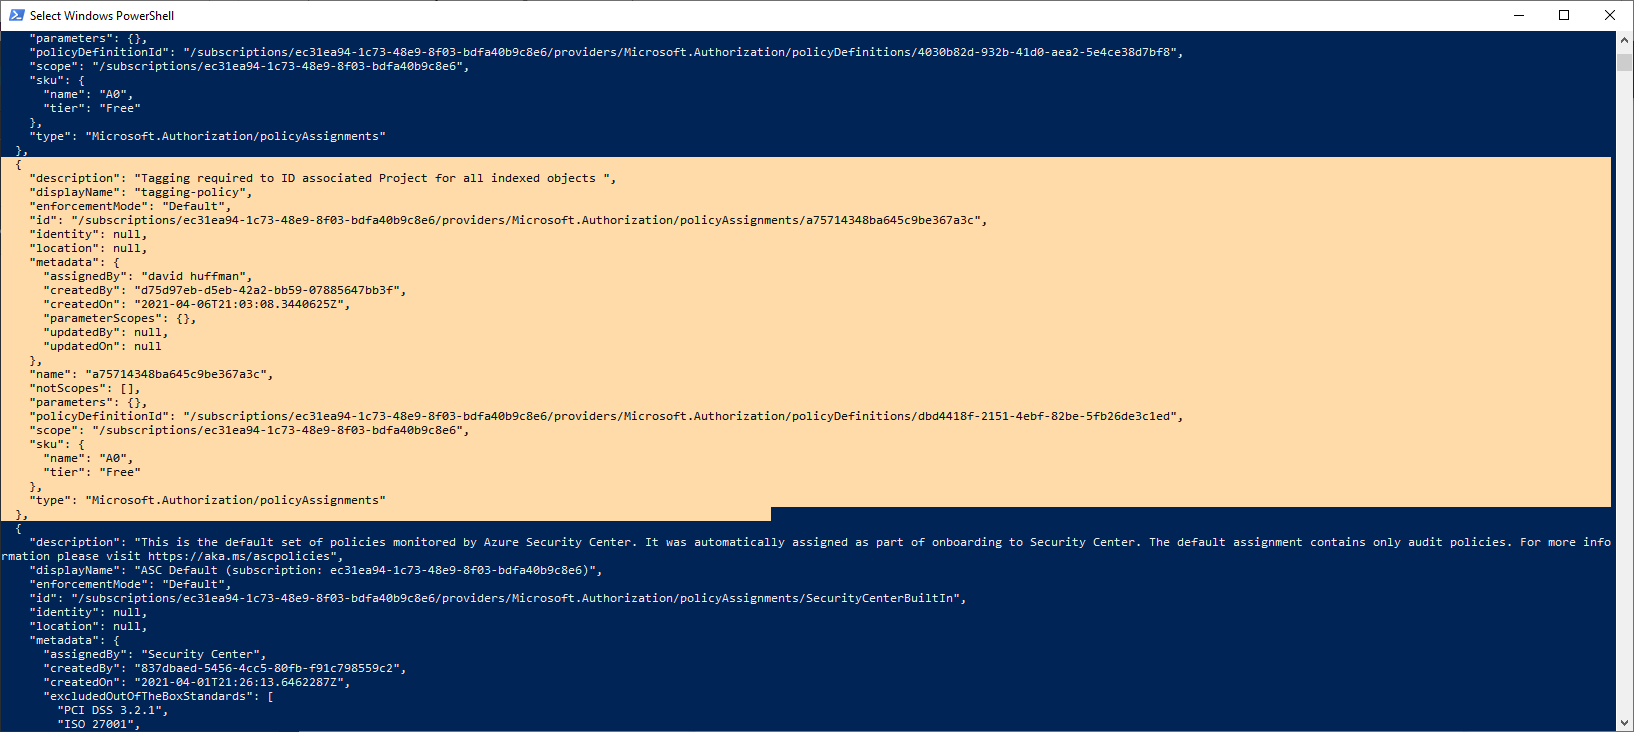 Select Windows PowerShell
    "parameters": {},
    "policyDefinitionId": "/subscriptions/ec31ea94-1c73-48e9-8f03-bdfa40b9c8e6/providers/Microsoft.Authorization/policyDefinitions/4030b82d-932b-41d0-aea2-5e4ce38d7bf8",
    "scope": "/subscriptions/ec31ea94-1c73-48e9-8f03-bdfa40b9c8e6",
    "sku": {
      "name": "A0",
      "tier": "Free"
    },
    "type": "Microsoft.Authorization/policyAssignments"
  },
  {
    "description": "Tagging required to ID associated Project for all indexed objects ",
    "displayName": "tagging-policy",
    "enforcementMode": "Default",
    "id": "/subscriptions/ec31ea94-1c73-48e9-8f03-bdfa40b9c8e6/providers/Microsoft.Authorization/policyAssignments/a75714348ba645c9be367a3c",
    "identity": null,
    "location": null,
    "metadata": {
      "assignedBy": "david huffman",
      "createdBy": "d75d97eb-d5eb-42a2-bb59-07885647bb3f",
      "createdOn": "2021-04-06T21:03:08.3440625Z",
      "parameterScopes": {},
      "updatedBy": null,
      "updatedOn": null
    },
    "name": "a75714348ba645c9be367a3c",
    "notScopes": [],
    "parameters": {},
    "policyDefinitionId": "/subscriptions/ec31ea94-1c73-48e9-8f03-bdfa40b9c8e6/providers/Microsoft.Authorization/policyDefinitions/dbd4418f-2151-4ebf-82be-5fb26de3c1ed",
    "scope": "/subscriptions/ec31ea94-1c73-48e9-8f03-bdfa40b9c8e6",
    "sku": {
      "name": "A0",
      "tier": "Free"
    },
    "type": "Microsoft.Authorization/policyAssignments"
  },
  {
    "description": "This is the default set of policies monitored by Azure Security Center. It was automatically assigned as part of onboarding to Security Center. The default assignment contains only audit policies. For more info
rmation please visit https://aka.ms/ascpolicies",
    "displayName": "ASC Default (subscription: ec31ea94-1c73-48e9-8f03-bdfa40b9c8e6)",
    "enforcementMode": "Default",
    "id": "/subscriptions/ec31ea94-1c73-48e9-8f03-bdfa40b9c8e6/providers/Microsoft.Authorization/policyAssignments/SecurityCenterBuiltIn",
    "identity": null,
    "location": null,
    "metadata": {
      "assignedBy": "Security Center",
      "createdBy": "837dbaed-5456-4cc5-80fb-f91c798559c2",
      "createdOn": "2021-04-01T21:26:13.6462287Z",
      "excludedOutOfTheBoxStandards": [
        "PCI DSS 3.2.1",
        "ISO 27001",